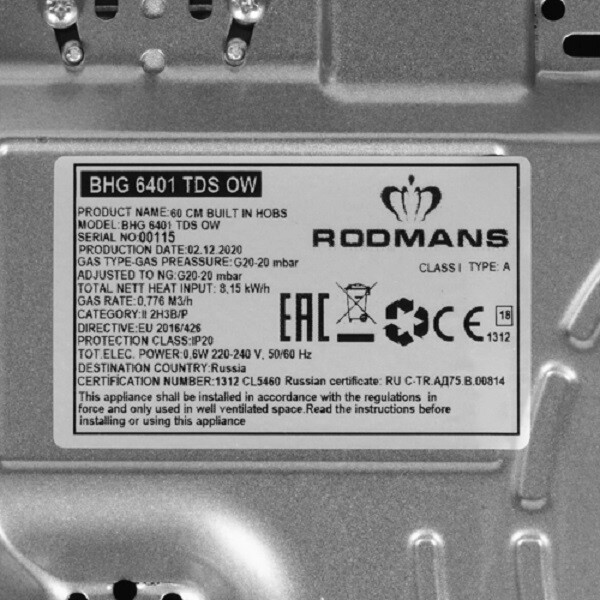 BHG 6401 TDS OW
RODMANS
CLASS I TYPE: A
PRODUCT NAME:60 CM BUILT IN HOBS
MODEL:BHG 6401 TDS OW
SERIAL NO:00115
PRODUCTION DATE:02.12.2020
GAS TYPE-GAS PREASSURE:G20-20 mbar
ADJUSTED TO NG:G20-20 mbar
TOTAL NETT HEAT INPUT: 8,15 kW/h
GAS RATE:0,776 M3/h
CATEGORY:II 2H3B/P
DIRECTIVE:EU 2016/426
PROTECTION CLASS:IP20
TOT.ELEC. POWER:0,6W 220-240 V, 50/60 Hz
DESTINATION COUNTRY:Russia
EAC CE 18
1312
CERTIFICATION NUMBER:1312 CL5460 Russian certificate: RU C-TR.АД75.B.00814
This appliance shall be installed in accordance with the regulations in
force and only used in well ventilated space.Read the instructions before
installing or using this appliance